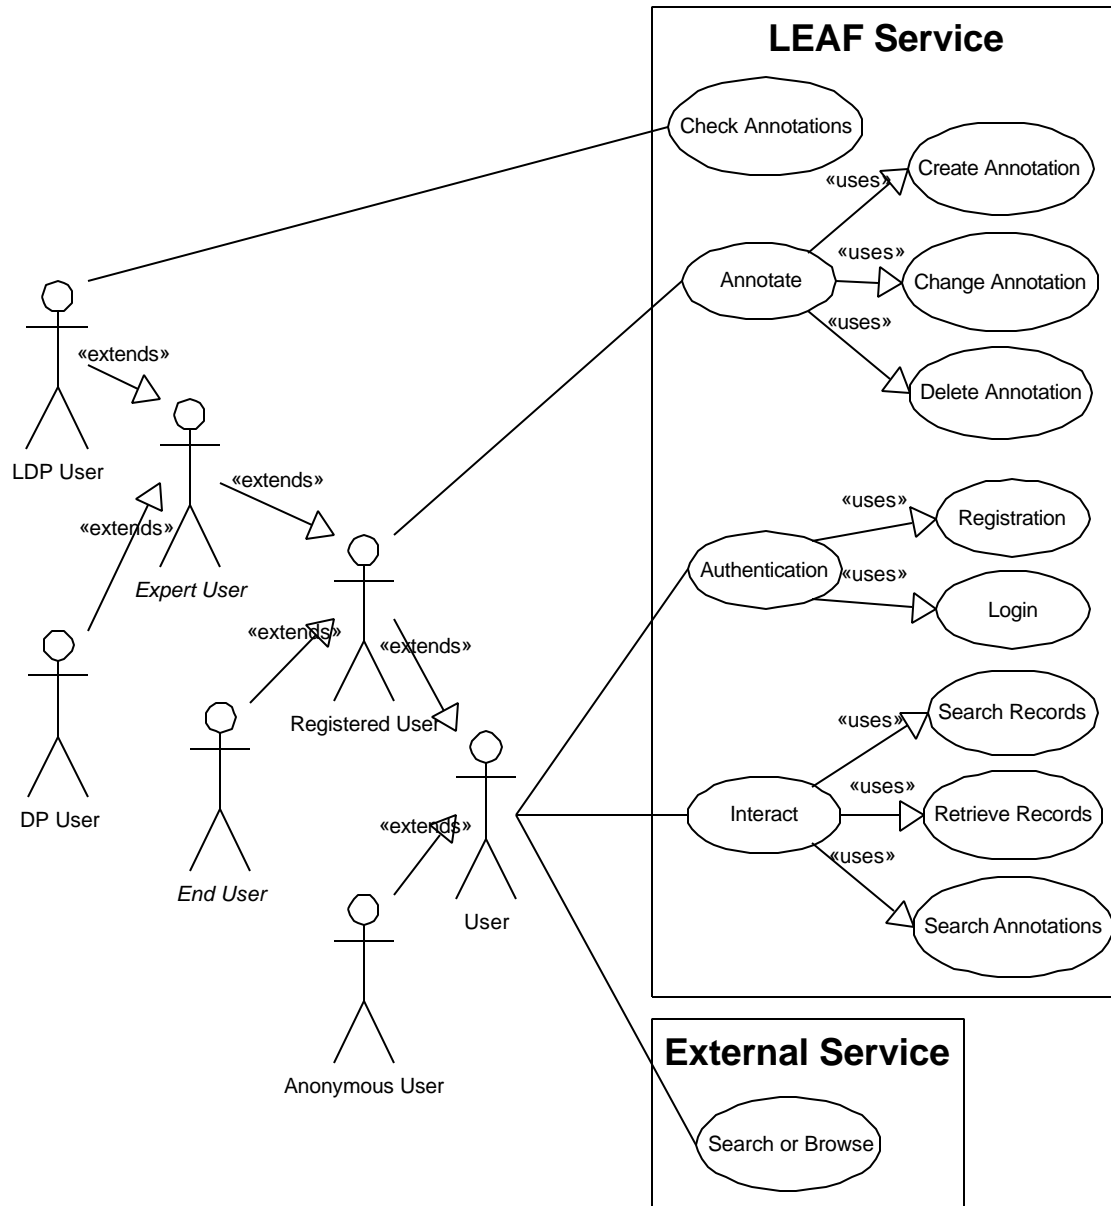 LEAF Service
Check Annotations
Create Annotation
«uses»
«uses»
Annotate
Change Annotation
«uses»
Delete Annotation
«extends»
LDP User
«extends»
«extends»
Expert User
«uses»
Registration
Authentication
«uses»
Login
«extends»
«extends»
Registered User
DP User
End User
Search Records
«uses»
«uses»
Interact
Retrieve Records
«extends»
«uses»
User
Search Annotations
Anonymous User
External Service
Search or Browse